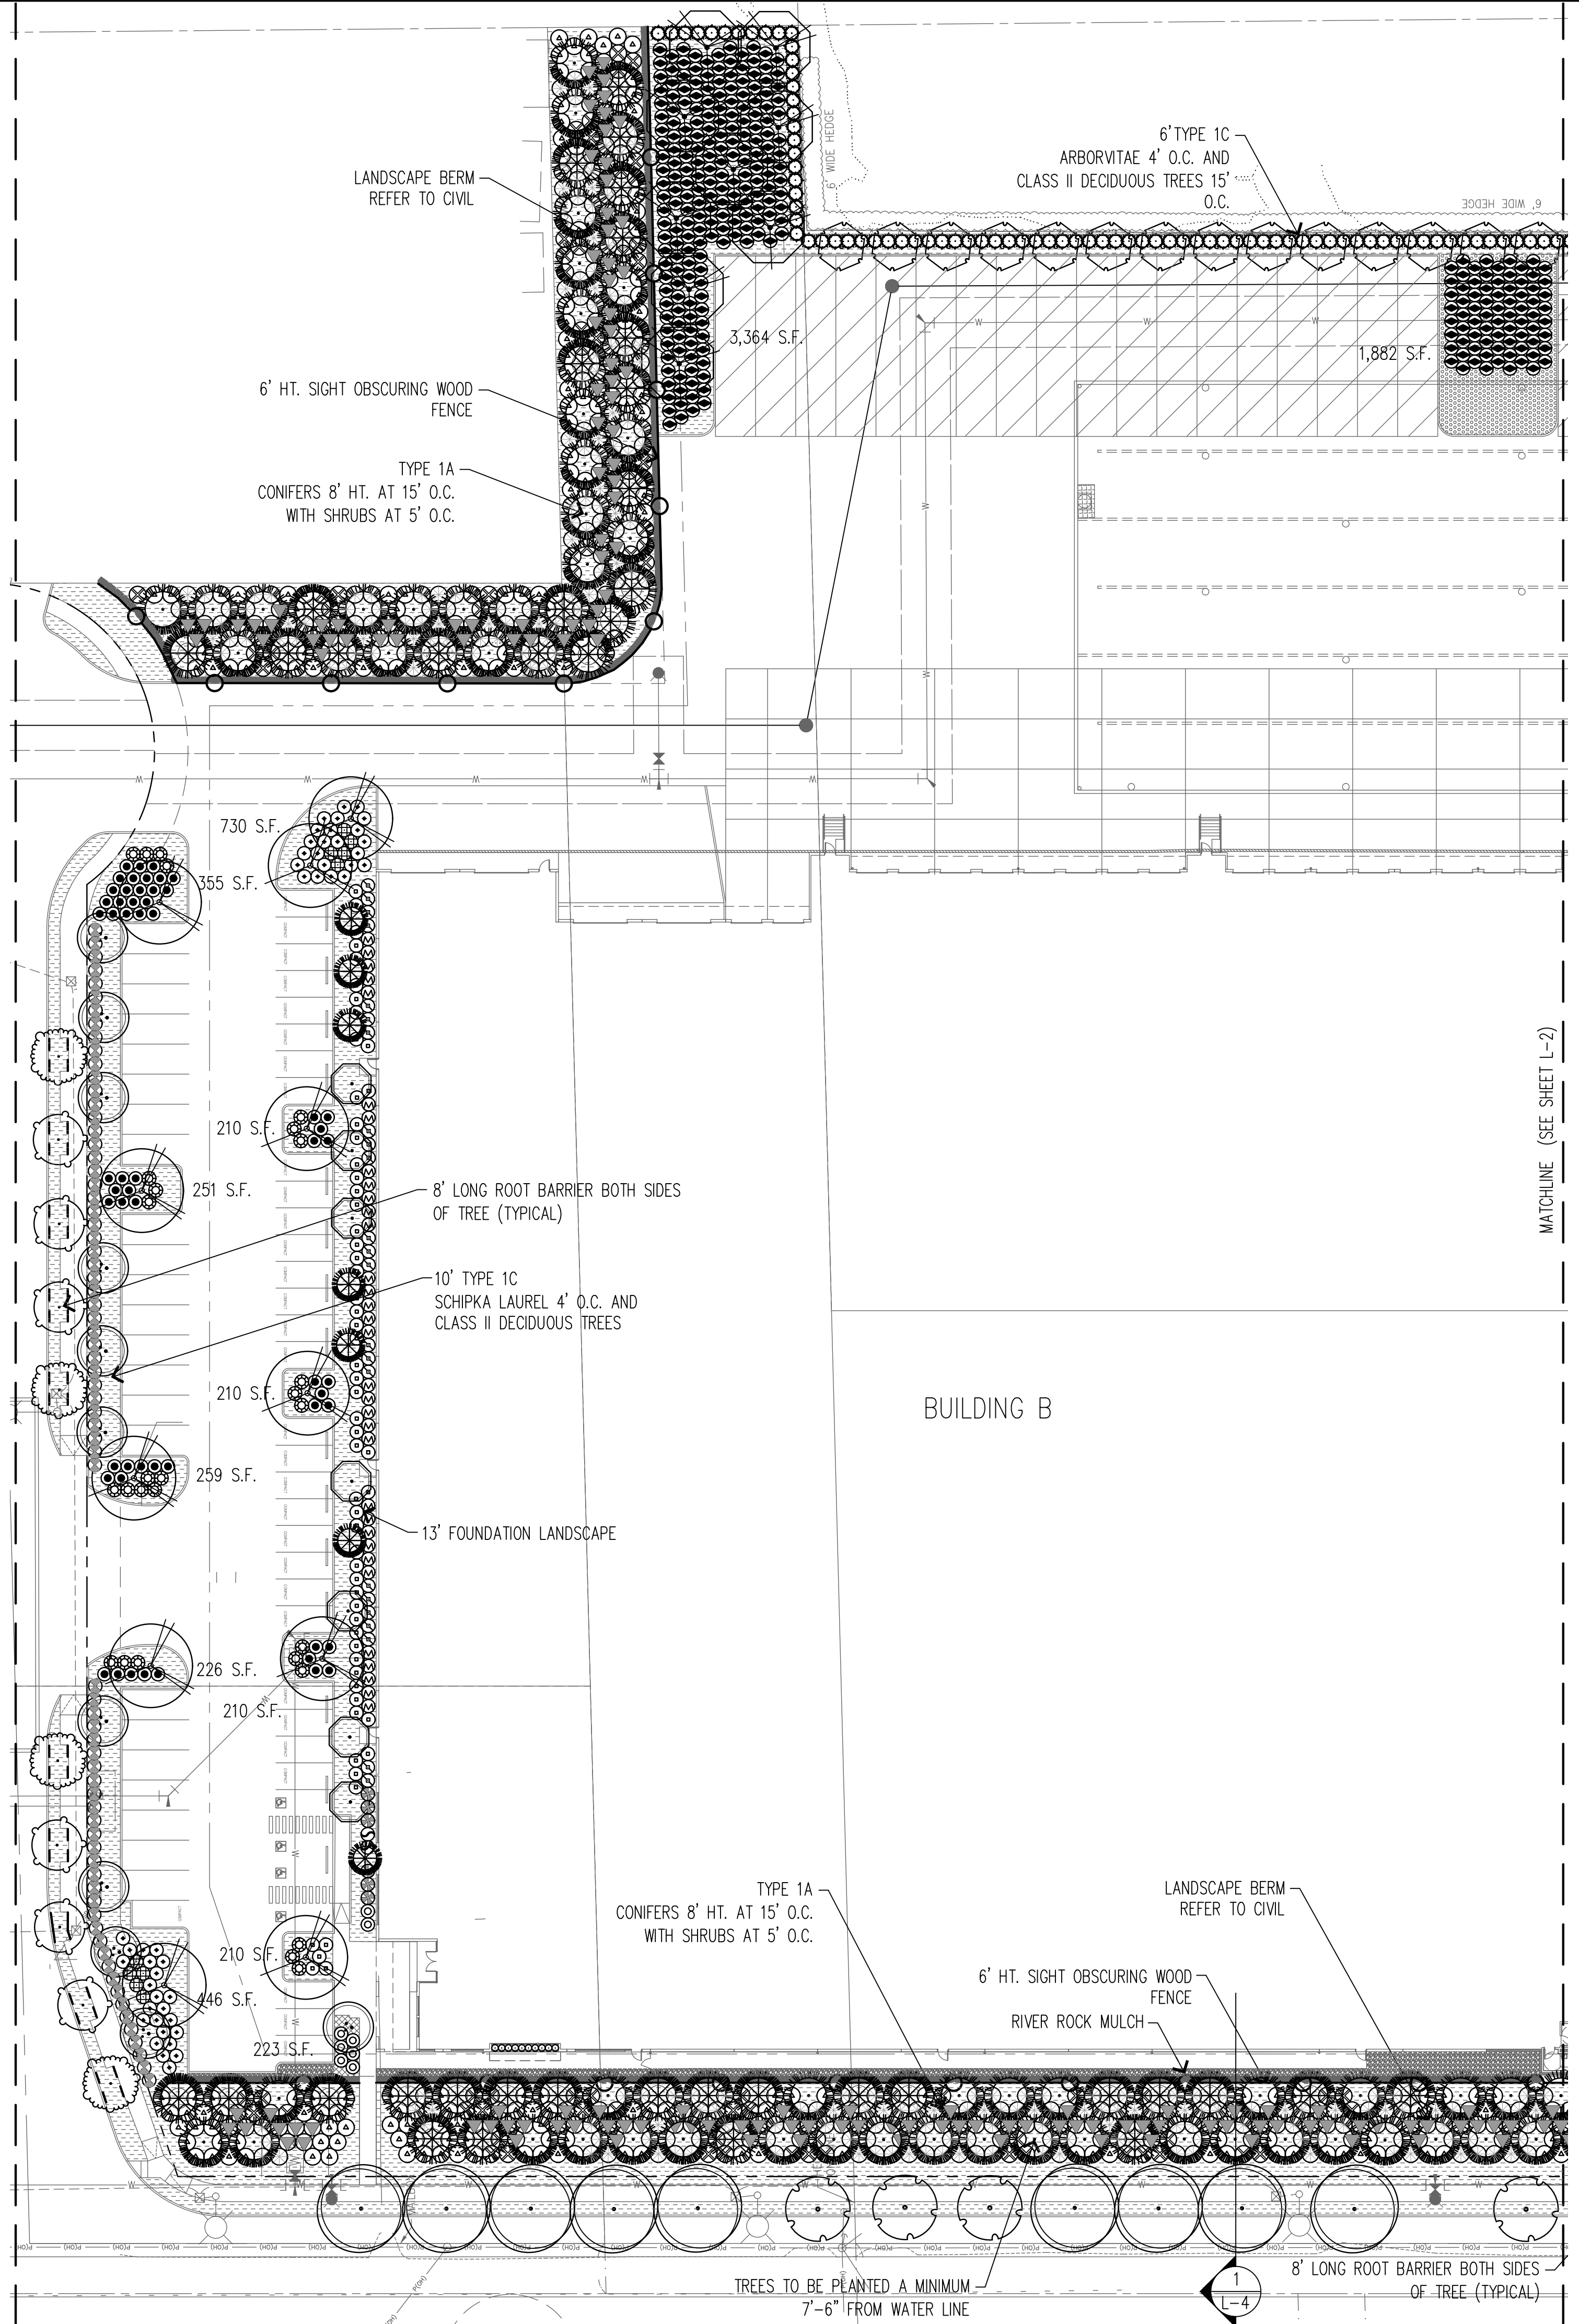 6' WIDE HEDGE
6' TYPE 1C
ARBORVITAE 4' O.C. AND
CLASS II DECIDUOUS TREES 15'
O.C.
6' WIDE HEDGE
LANDSCAPE BERM
REFER TO CIVIL
3,364 S.F.
1,882 S.F.
6' HT. SIGHT OBSCURING WOOD
FENCE
TYPE 1A
CONIFERS 8' HT. AT 15' O.C.
WITH SHRUBS AT 5' O.C.
730 S.F.
355 S.F.
MATCHLINE (SEE SHEET L-2)
210 S.F.
251 S.F.
8' LONG ROOT BARRIER BOTH SIDES
OF TREE (TYPICAL)
10' TYPE 1C
SCHIPKA LAUREL 4' O.C. AND
CLASS II DECIDUOUS TREES
210 S.F.
BUILDING B
259 S.F.
13' FOUNDATION LANDSCAPE
226 S.F.
210 S.F.
TYPE 1A
CONIFERS 8' HT. AT 15' O.C.
WITH SHRUBS AT 5' O.C.
LANDSCAPE BERM
REFER TO CIVIL
210 S.F.
446 S.F.
6' HT. SIGHT OBSCURING WOOD
FENCE
RIVER ROCK MULCH
223 S.F.
TREES TO BE PLANTED A MINIMUM
7'-6" FROM WATER LINE
1
L-4
8' LONG ROOT BARRIER BOTH SIDES
OF TREE (TYPICAL)